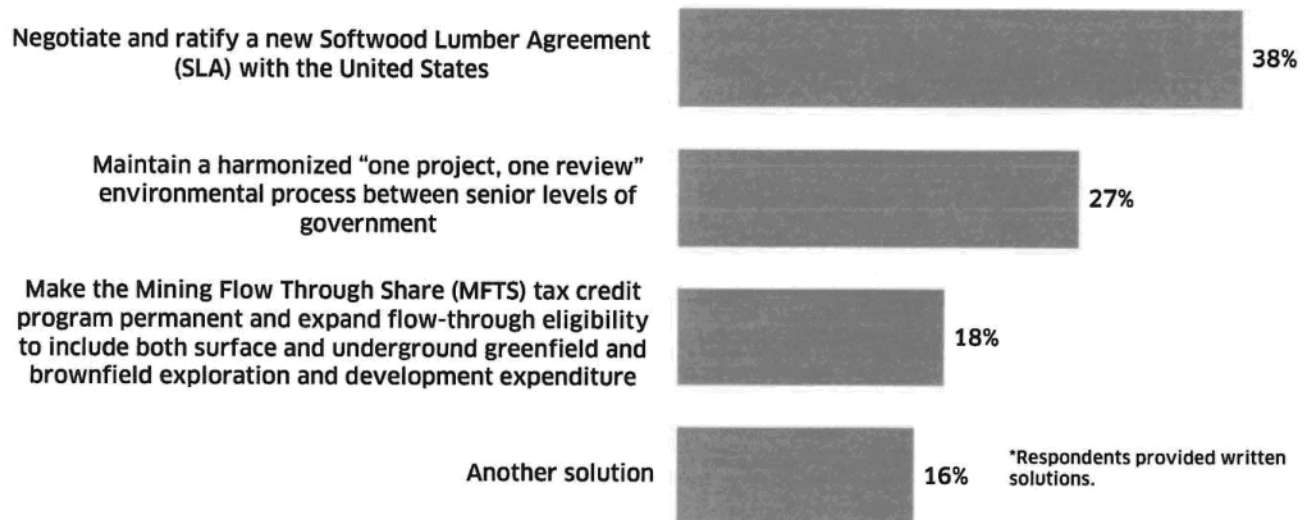 Negotiate and ratify a new Softwood Lumber Agreement
(SLA) with the United States
38%
Maintain a harmonized “one project, one review”
environmental process between senior levels of
government
27%
Make the Mining Flow Through Share (MFTS) tax credit
program permanent and expand flow-through eligibility
to include both surface and underground greenfield and
brownfield exploration and development expenditure
18%
Another solution
16%
*Respondents provided written
solutions.